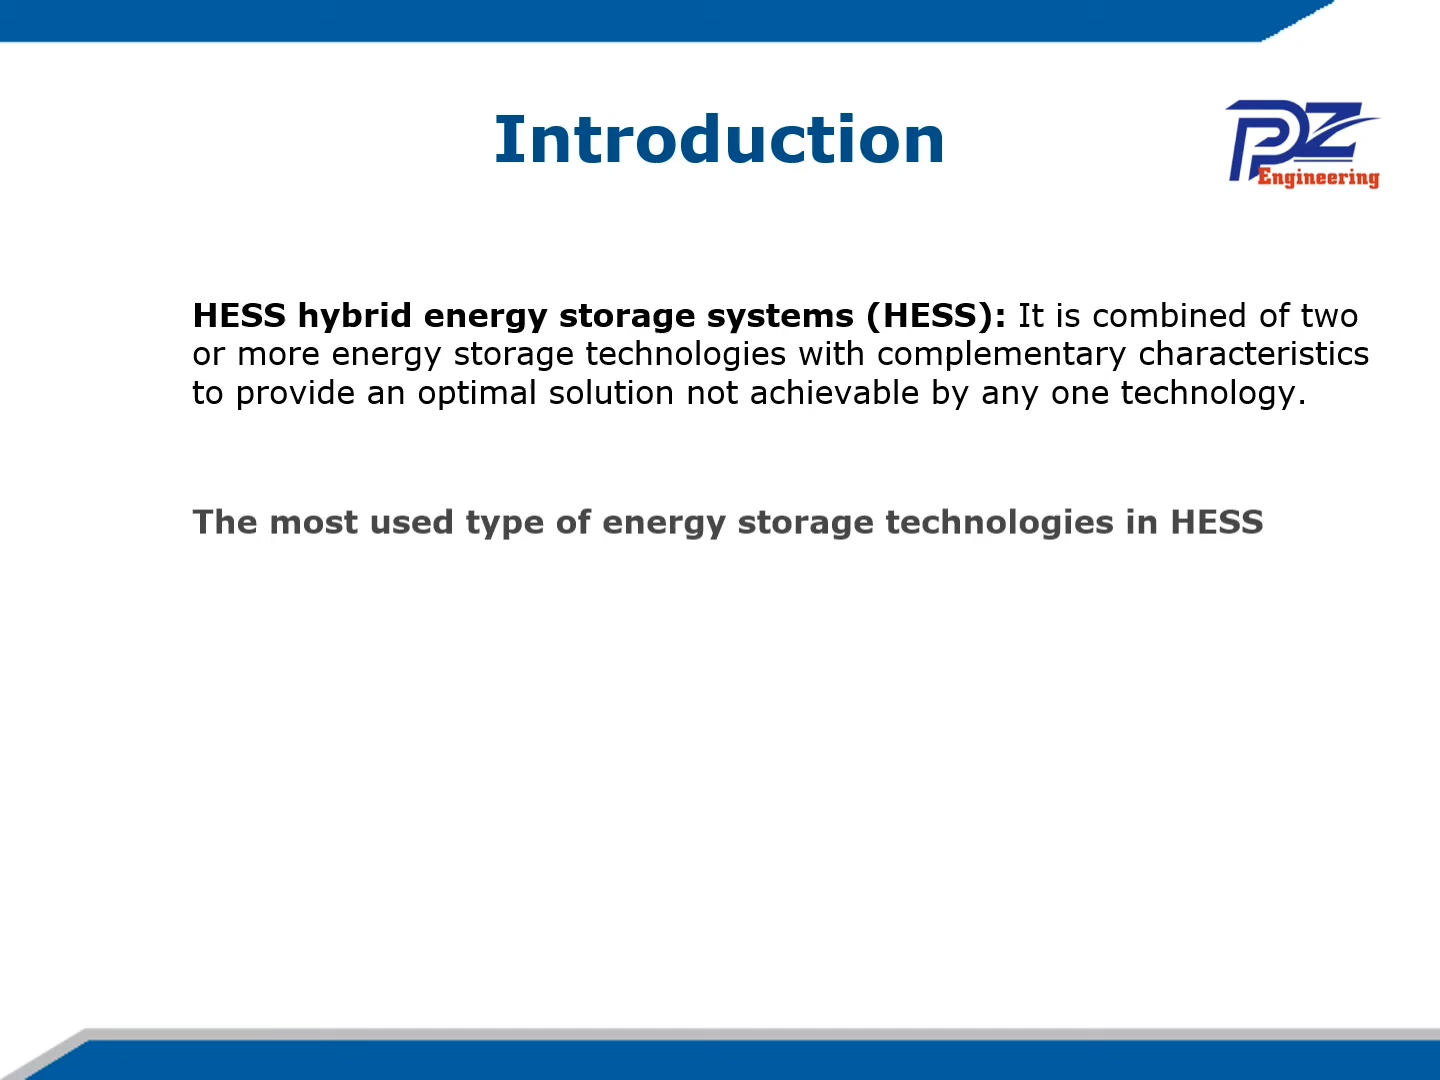 Introduction
PPZ
Engineering
HESS hybrid energy storage systems (HESS): It is combined of two
or more energy storage technologies with complementary characteristics
to provide an optimal solution not achievable by any one technology.
The most used type of energy storage technologies in HESS